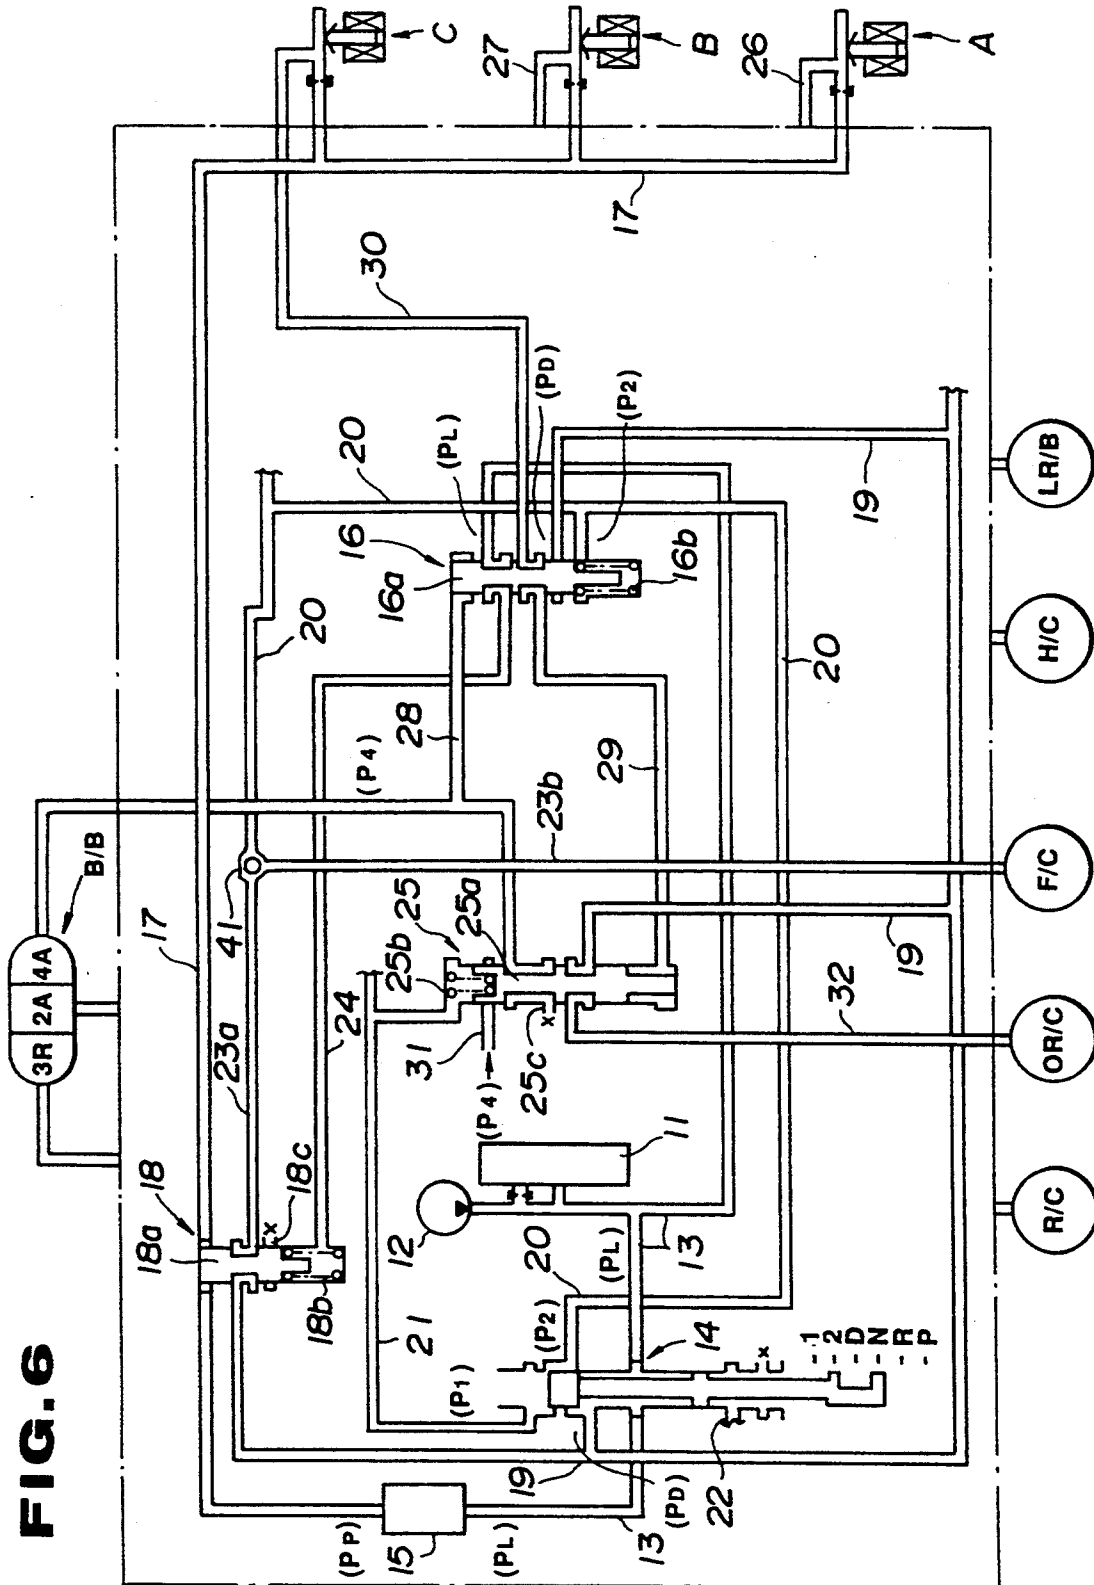 FIG.6
C
27
B
26
A
17
30
(PL)
(PD)
(P2)
20
16
16a
16b
19
20
20
28
29
(P4)
23b
B/B
3R 2A 4A
17
41
23a
24
25
25b
25a
25c
31
(P4)
19
32
18
18a
18c
18b
11
12
13
20
(PL)
(P2)
21
(P1)
14
1
2
D
N
R
P
22
19
(PD)
13
(PP)
15
(PL)
LR/B
H/C
F/C
OR/C
R/C